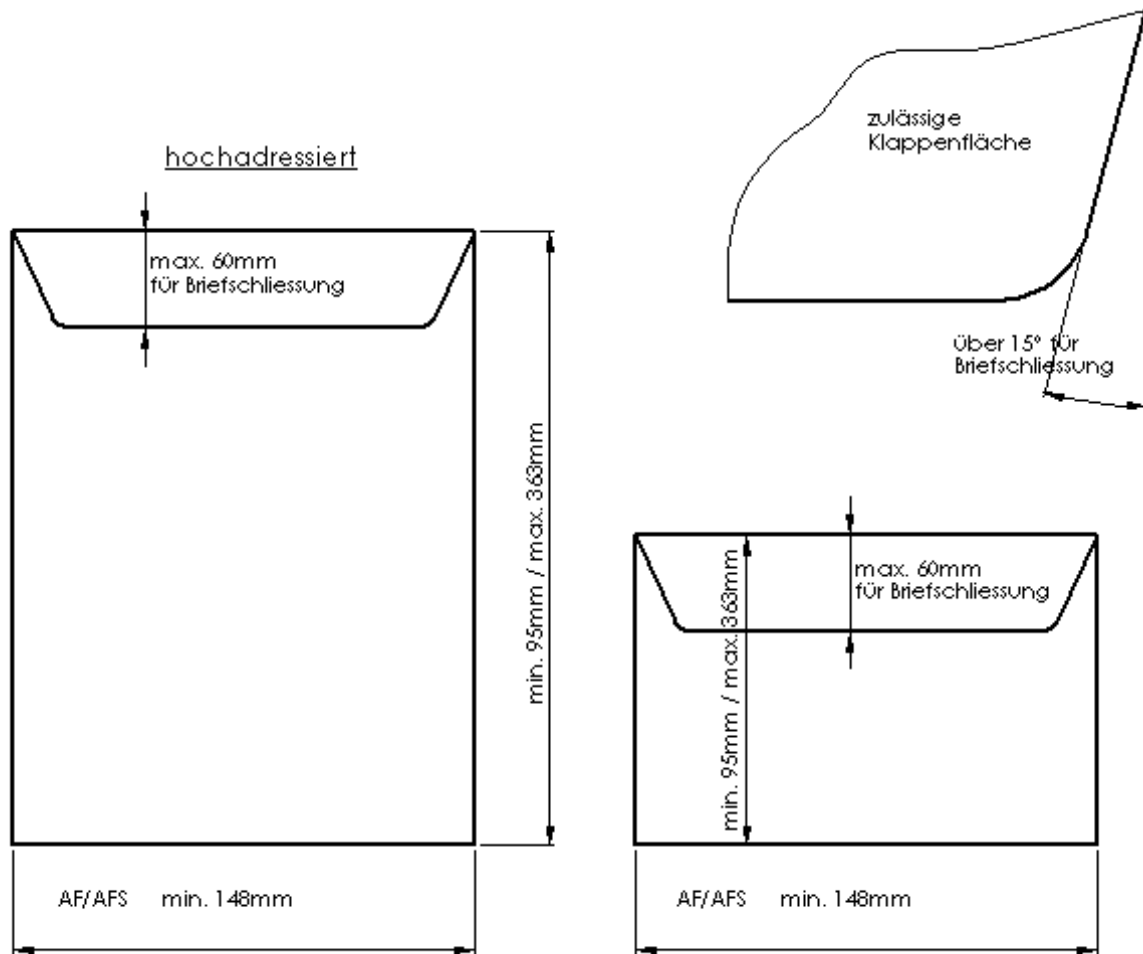 zulässige
Klappenfläche
hochadressiert
max. 60mm
für Briefschliessung
über 15° für
Briefschliessung
min. 95mm / max. 363mm
max. 60mm
für Briefschliessung
min. 95mm / max. 363mm
AF/AFS min. 148mm
AF/AFS min. 148mm